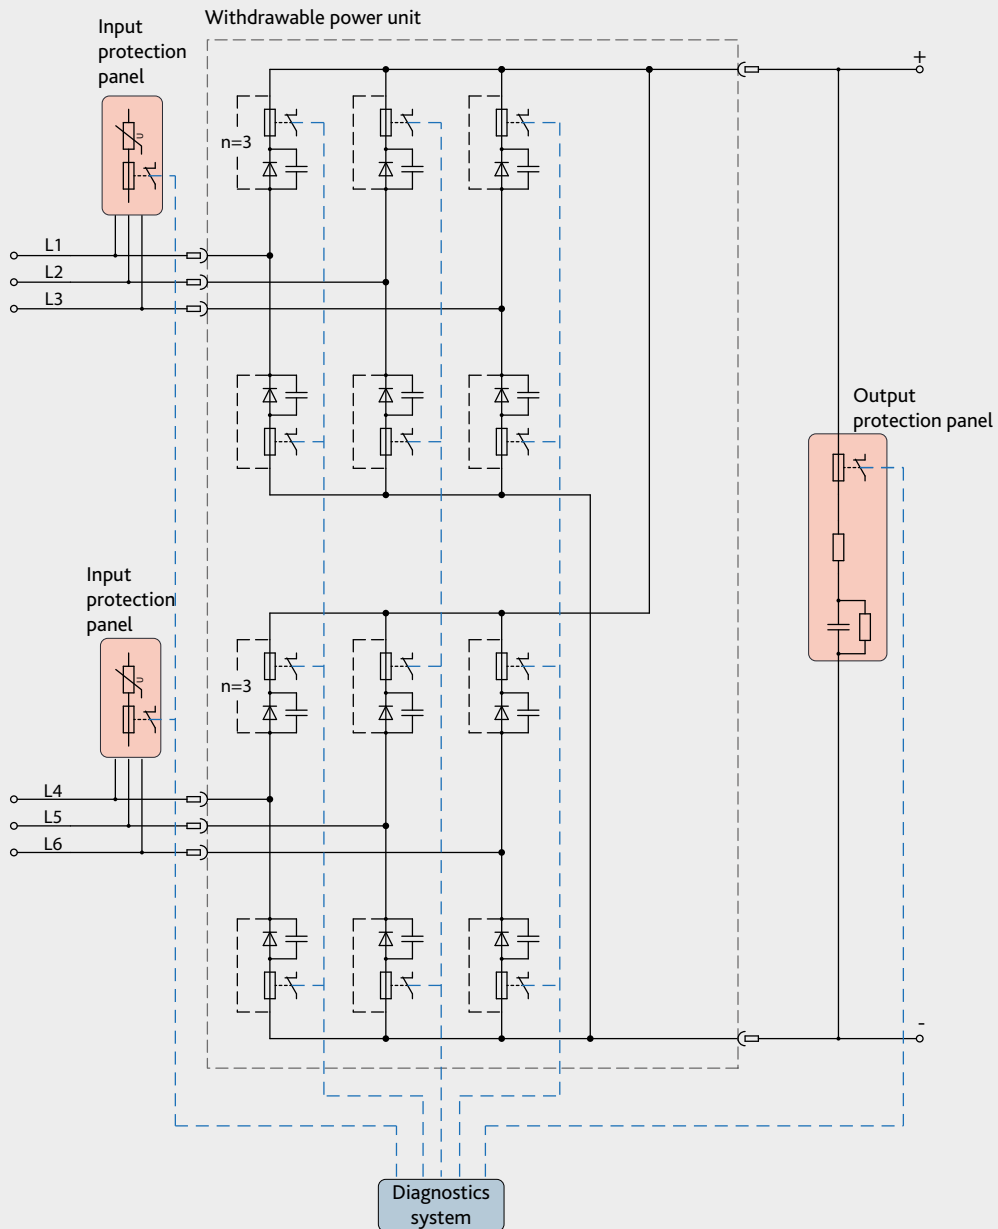 Withdrawable power unit
Input
protection
panel
+
n=3
U
L1
L2
L3
Output
protection panel
Input
protection
panel
n=3
U
L4
L5
L6
-
Diagnostics
system